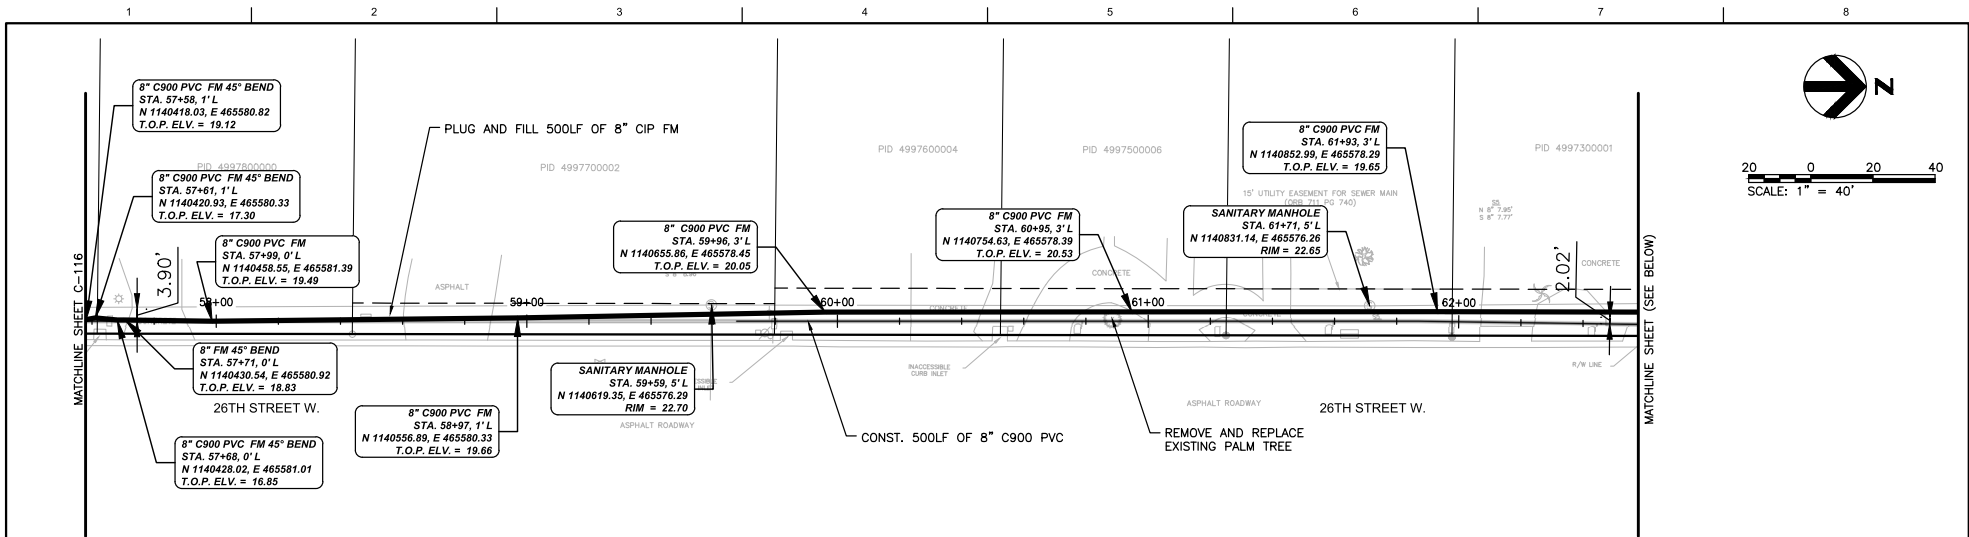 1 2 3 4 5 6 7 8
8" C900 PVC FM 45° BEND
STA. 57+58, 1' L
N 1140418.03, E 465580.82
T.O.P. ELV. = 19.12
PLUG AND FILL 500LF OF 8" CIP FM
PID 4997800000
PID 4997700002
PID 4997600004
PID 4997500006
PID 4997300001
8" C900 PVC FM
STA. 61+93, 3' L
N 1140852.99, E 465578.29
T.O.P. ELV. = 19.65
N
20 0 20 40
SCALE: 1" = 40'
8" C900 PVC FM 45° BEND
STA. 57+61, 1' L
N 1140420.93, E 465580.33
T.O.P. ELV. = 17.30
15' UTILITY EASEMENT FOR SEWER MAIN
(ORB 711 PG 740)
SS
N 8" 7.95'
S 8" 7.77'
8" C900 PVC FM
STA. 57+99, 0' L
N 1140458.55, E 465581.39
T.O.P. ELV. = 19.49
8" C900 PVC FM
STA. 59+96, 3' L
N 1140655.86, E 465578.45
T.O.P. ELV. = 20.05
8" C900 PVC FM
STA. 60+95, 3' L
N 1140754.63, E 465578.39
T.O.P. ELV. = 20.53
SANITARY MANHOLE
STA. 61+71, 5' L
N 1140831.14, E 465576.26
RIM = 22.65
3.90'
2.02'
ASPHALT
CONCRETE
CONCRETE
CONCRETE
CONCRETE
58+00
59+00
60+00
61+00
62+00
MATCHLINE SHEET C-116
MATCHLINE SHEET (SEE BELOW)
8" FM 45° BEND
STA. 57+71, 0' L
N 1140430.54, E 465580.92
T.O.P. ELV. = 18.83
SANITARY MANHOLE
STA. 59+59, 5' L
N 1140619.35, E 465576.29
RIM = 22.70
INACCESSIBLE
CURB INLET
R/W LINE
26TH STREET W.
8" C900 PVC FM
STA. 58+97, 1' L
N 1140556.89, E 465580.33
T.O.P. ELV. = 19.66
ASPHALT ROADWAY
ASPHALT ROADWAY
26TH STREET W.
8" C900 PVC FM 45° BEND
STA. 57+68, 0' L
N 1140428.02, E 465581.01
T.O.P. ELV. = 16.85
CONST. 500LF OF 8" C900 PVC
REMOVE AND REPLACE
EXISTING PALM TREE